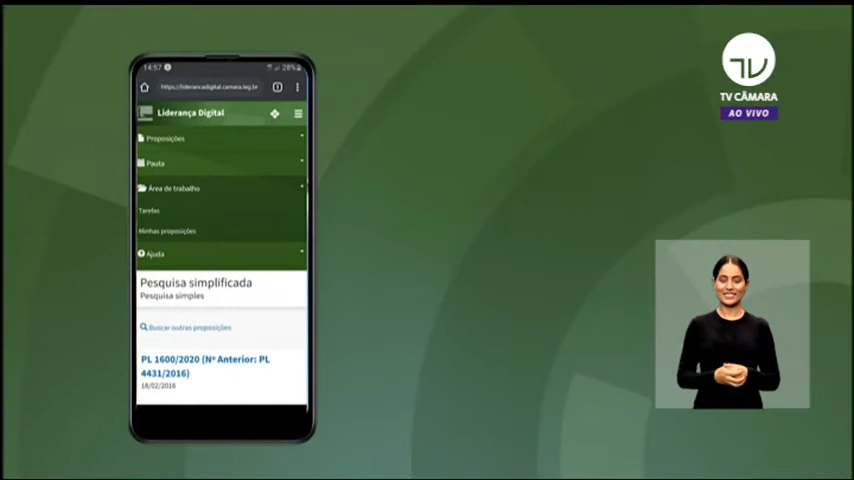 14:57
28%
https://liderancadigital.camara.leg.br
1
Liderança Digital
Proposições
Pauta
Área de trabalho
Tarefas
Minhas proposições
Ajuda
Pesquisa simplificada
Pesquisa simples
Buscar outras proposições
PL 1600/2020 (Nº Anterior: PL
4431/2016)
18/02/2016
TV CÂMARA
AO VIVO